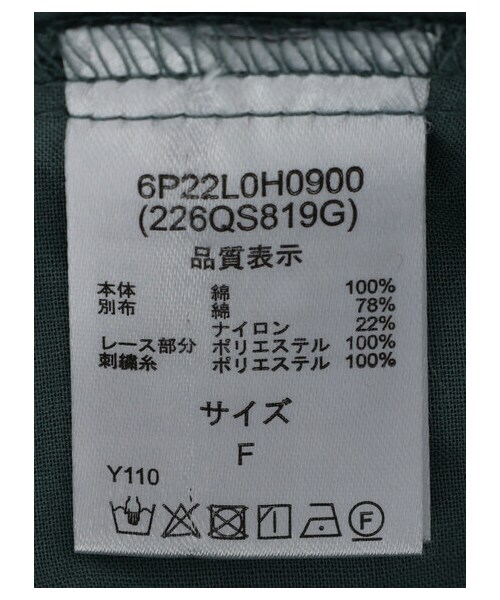 6P22L0H0900
(226QS819G)
品質表示
本体 綿 100%
別布 綿 78%
ナイロン 22%
レース部分 ポリエステル 100%
刺繍糸 ポリエステル 100%
サイズ
F
Y110
F